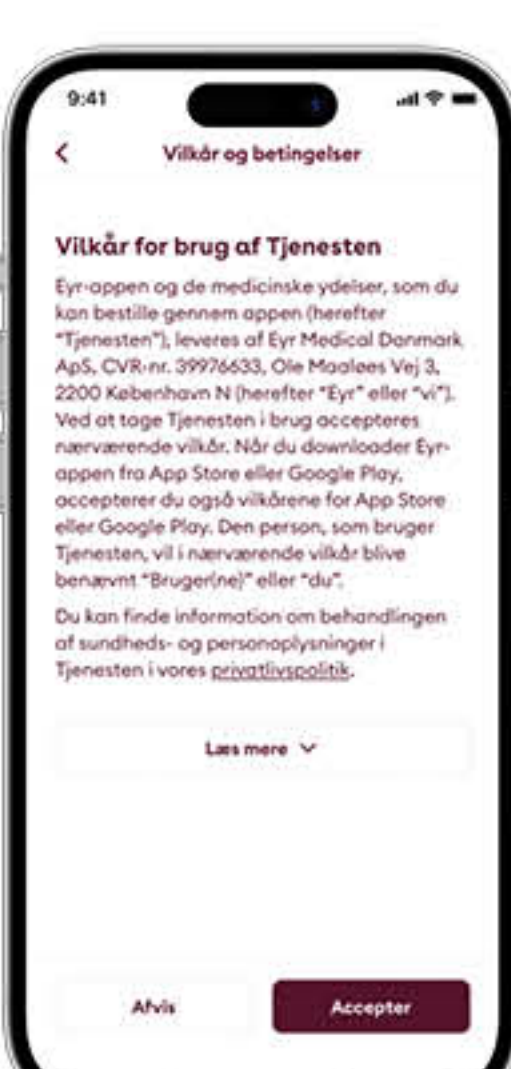 9:41
Vilkår og betingelser
Vilkår for brug af Tjenesten
Eyr-appen og de medicinske ydelser, som du
kan bestille gennem appen (herefter
"Tjenesten"), leveres af Eyr Medical Danmark
ApS, CVR-nr. 39976633, Ole Maaløes Vej 3,
2200 København N (herefter "Eyr" eller "vi").
Ved at tage Tjenesten i brug accepteres
nærværende vilkår. Når du downloader Eyr-
appen fra App Store eller Google Play,
accepterer du også vilkårene for App Store
eller Google Play. Den person, som bruger
Tjenesten, vil i nærværende vilkår blive
benævnt "Bruger(ne)" eller "du".
Du kan finde information om behandlingen
af sundheds- og personoplysninger i
Tjenesten i vores privatlivspolitik.
Læs mere
Afvis
Accepter